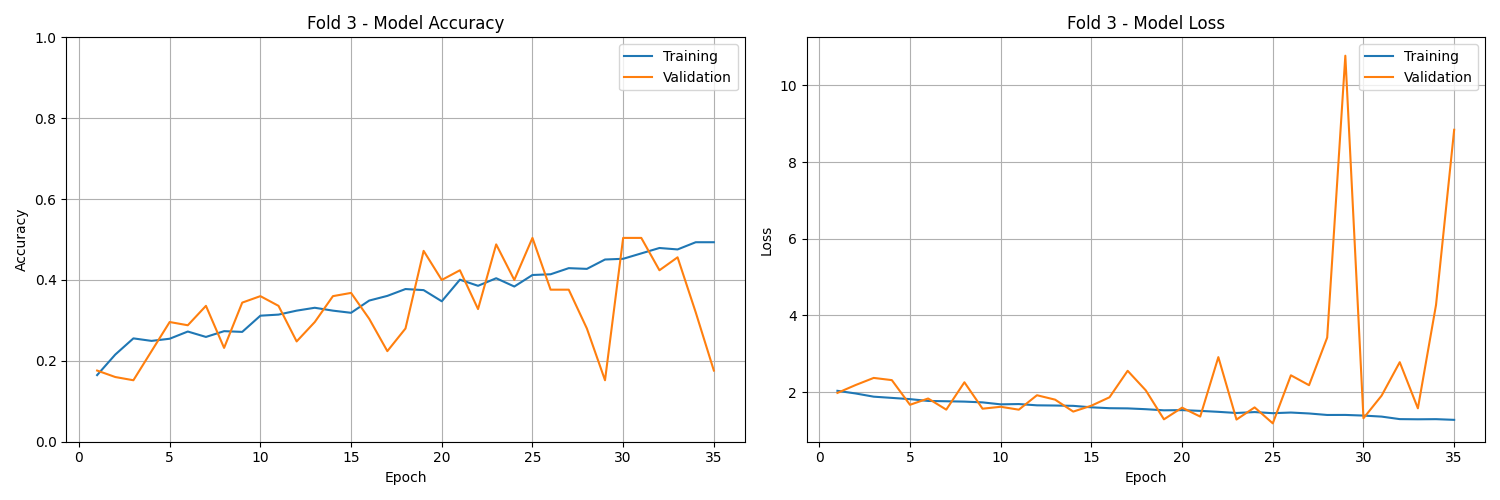 Fold 3 - Model Accuracy
Training
Validation
Accuracy
1.0
0.8
0.6
0.4
0.2
0.0
0 5 10 15 20 25 30 35
Epoch
Fold 3 - Model Loss
Training
Validation
Loss
10
8
6
4
2
0 5 10 15 20 25 30 35
Epoch